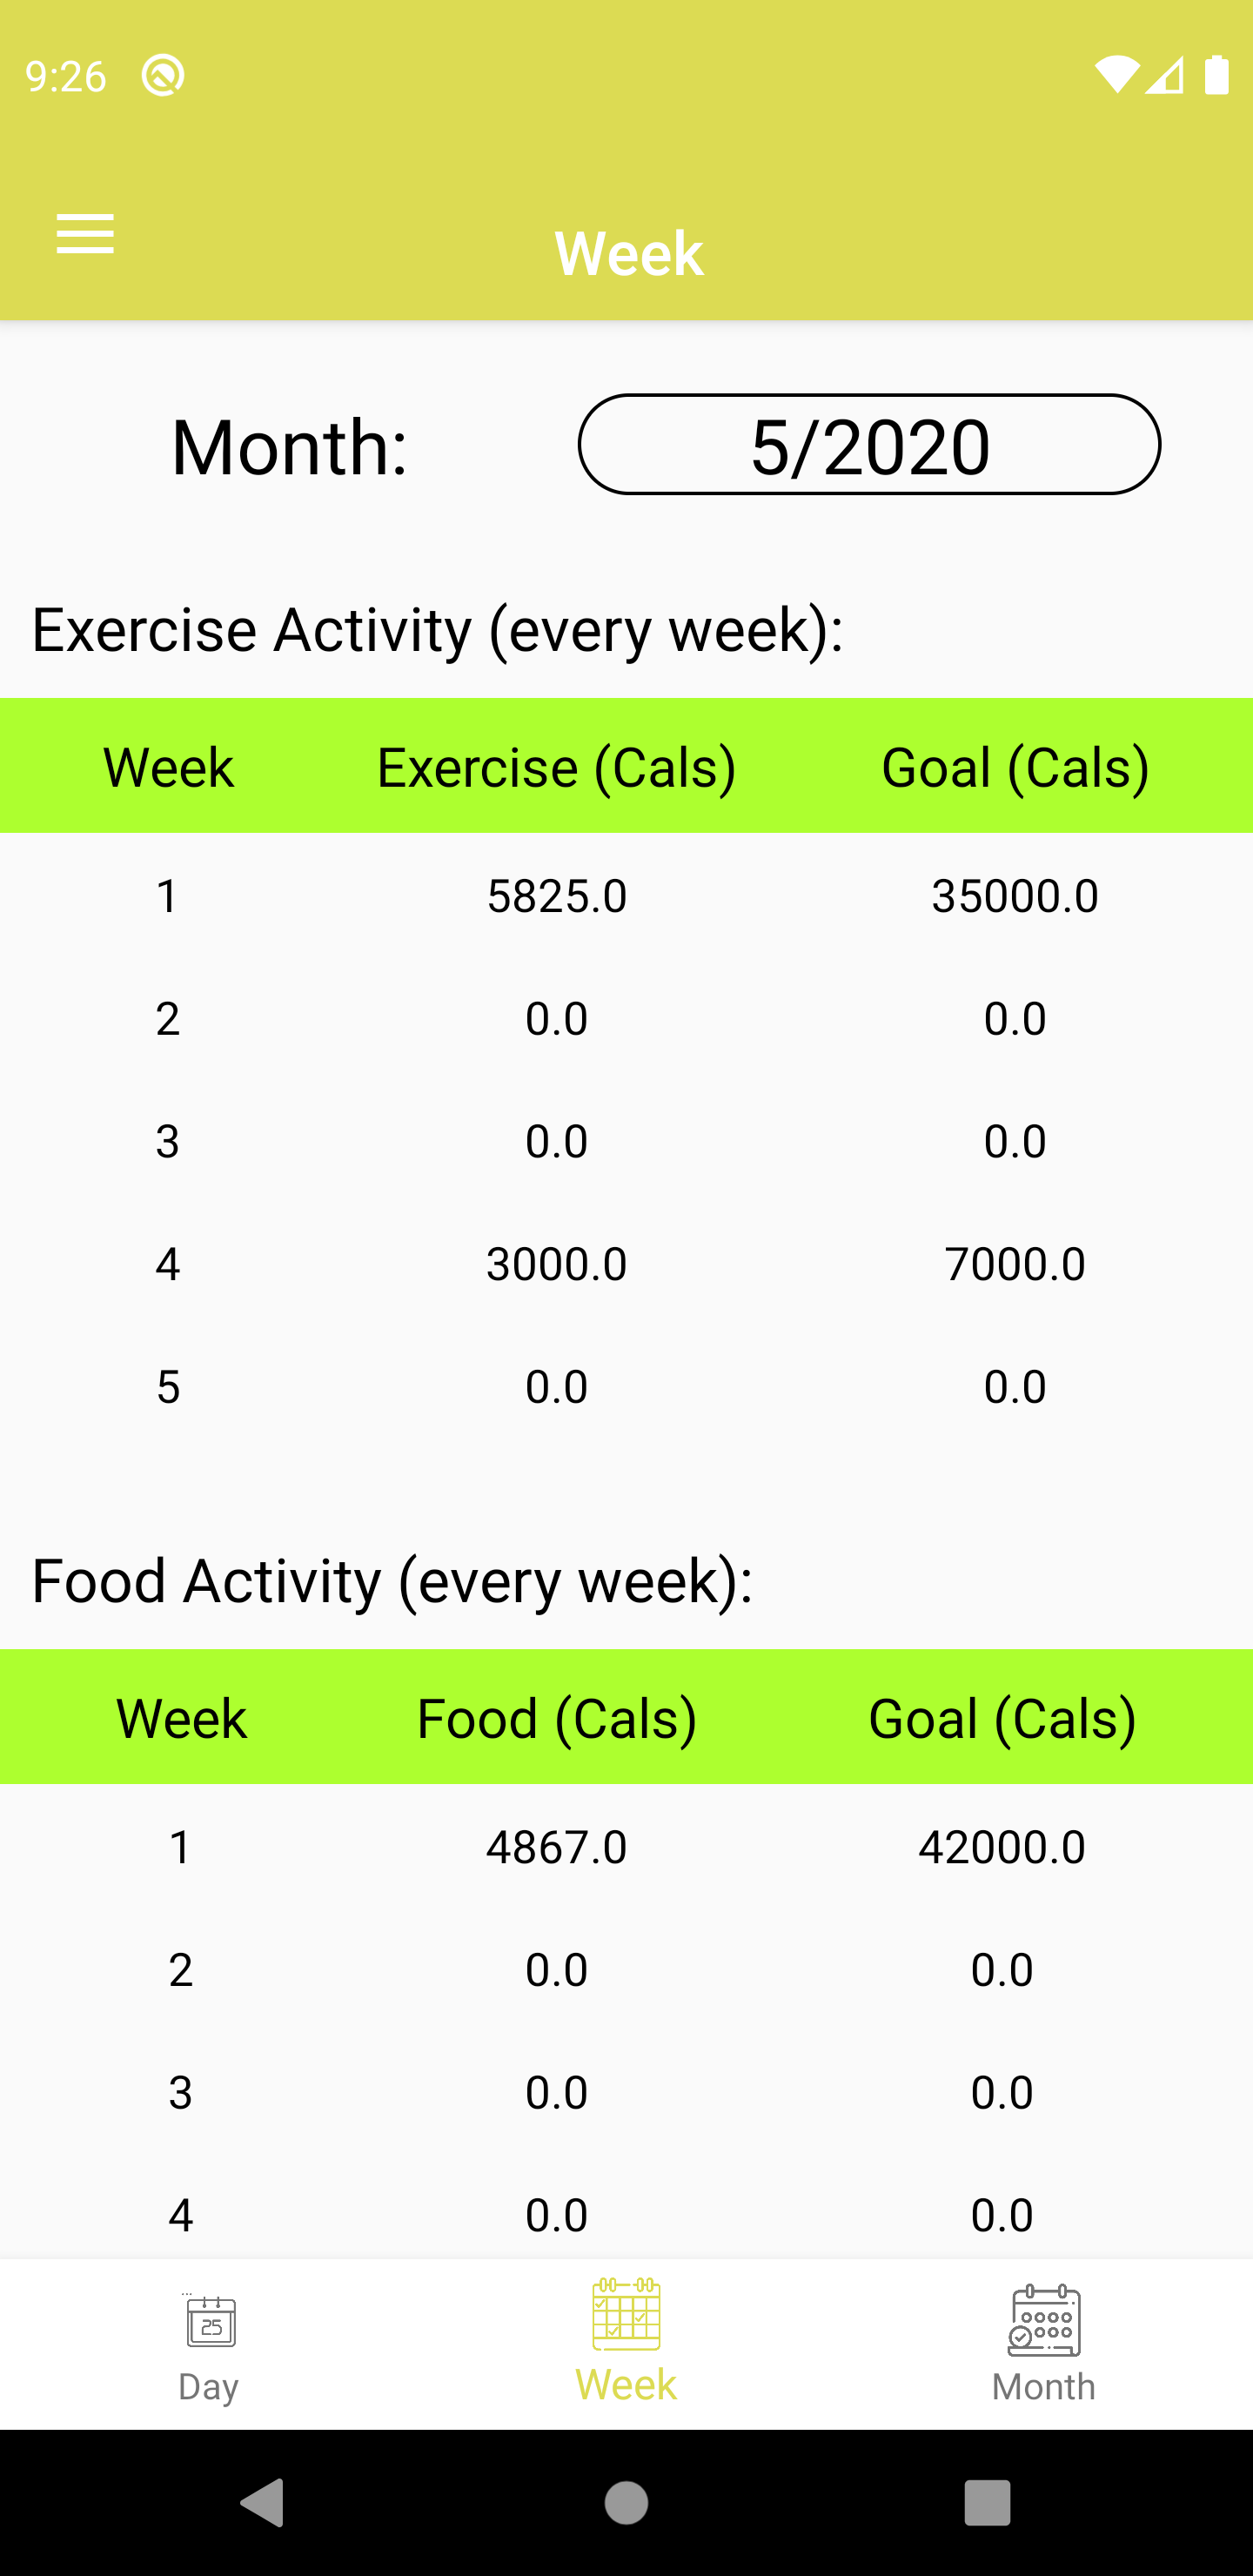 9:26
Week
Month: 5/2020
Exercise Activity (every week):
Week Exercise (Cals) Goal (Cals)
1 5825.0 35000.0
2 0.0 0.0
3 0.0 0.0
4 3000.0 7000.0
5 0.0 0.0
Food Activity (every week):
Week Food (Cals) Goal (Cals)
1 4867.0 42000.0
2 0.0 0.0
3 0.0 0.0
4 0.0 0.0
25
Day Week Month